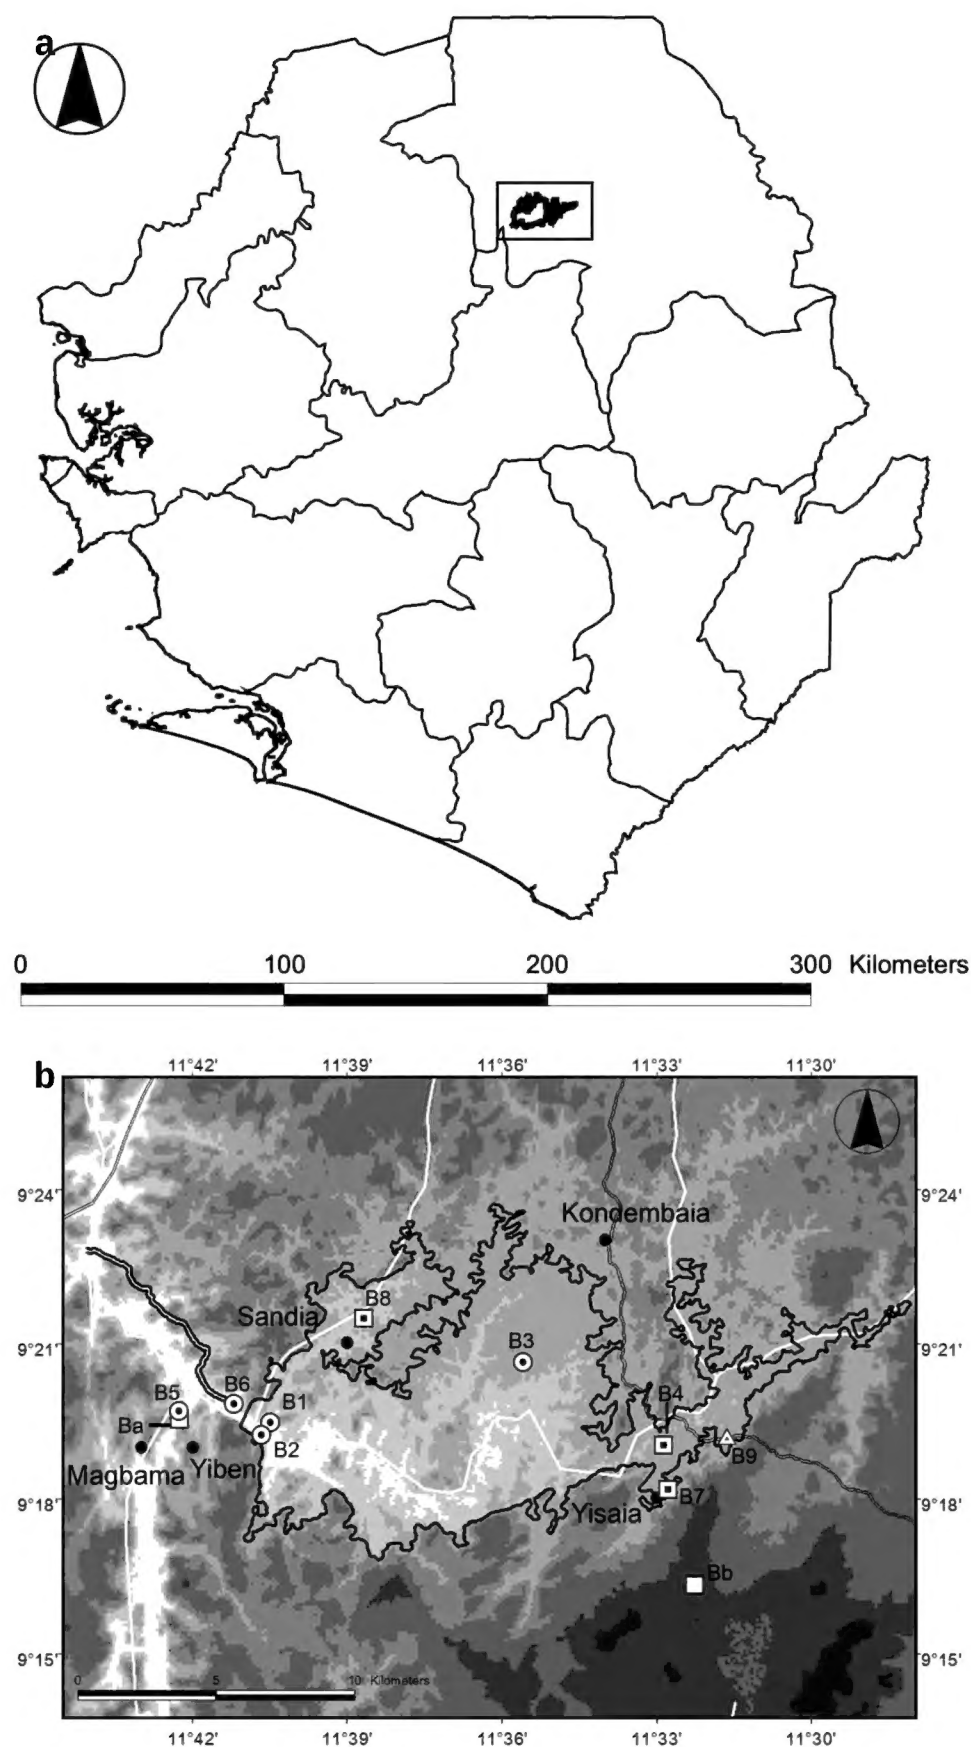 a
0 100 200 300 Kilometers
b
11°42' 11°39' 11°36' 11°33' 11°30'
9°24' 9°24'
Kondembaia
B8
Sandia
9°21' B3 9°21'
B5 B6 B1 B4
Ba B2 B9
Magbama Yiben
9°18' Yisaia B7 9°18'
Bb
9°15' 9°15'
0 5 10 Kilometers
11°42' 11°39' 11°36' 11°33' 11°30'